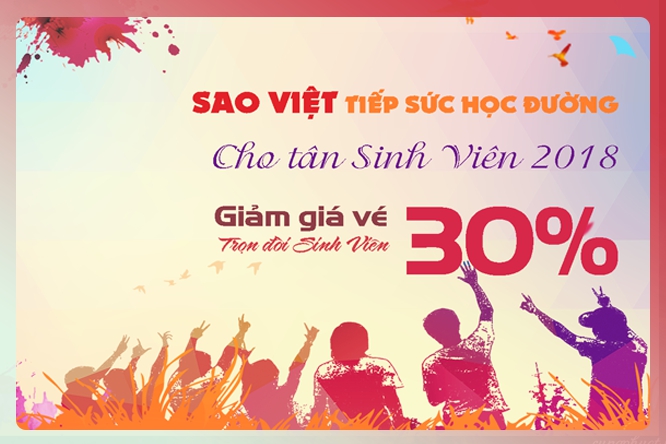 SAO VIỆT TIẾP SỨC HỌC ĐƯỜNG
Cho tân Sinh Viên 2018
Giảm giá vé 30%
Trọn đời Sinh Viên